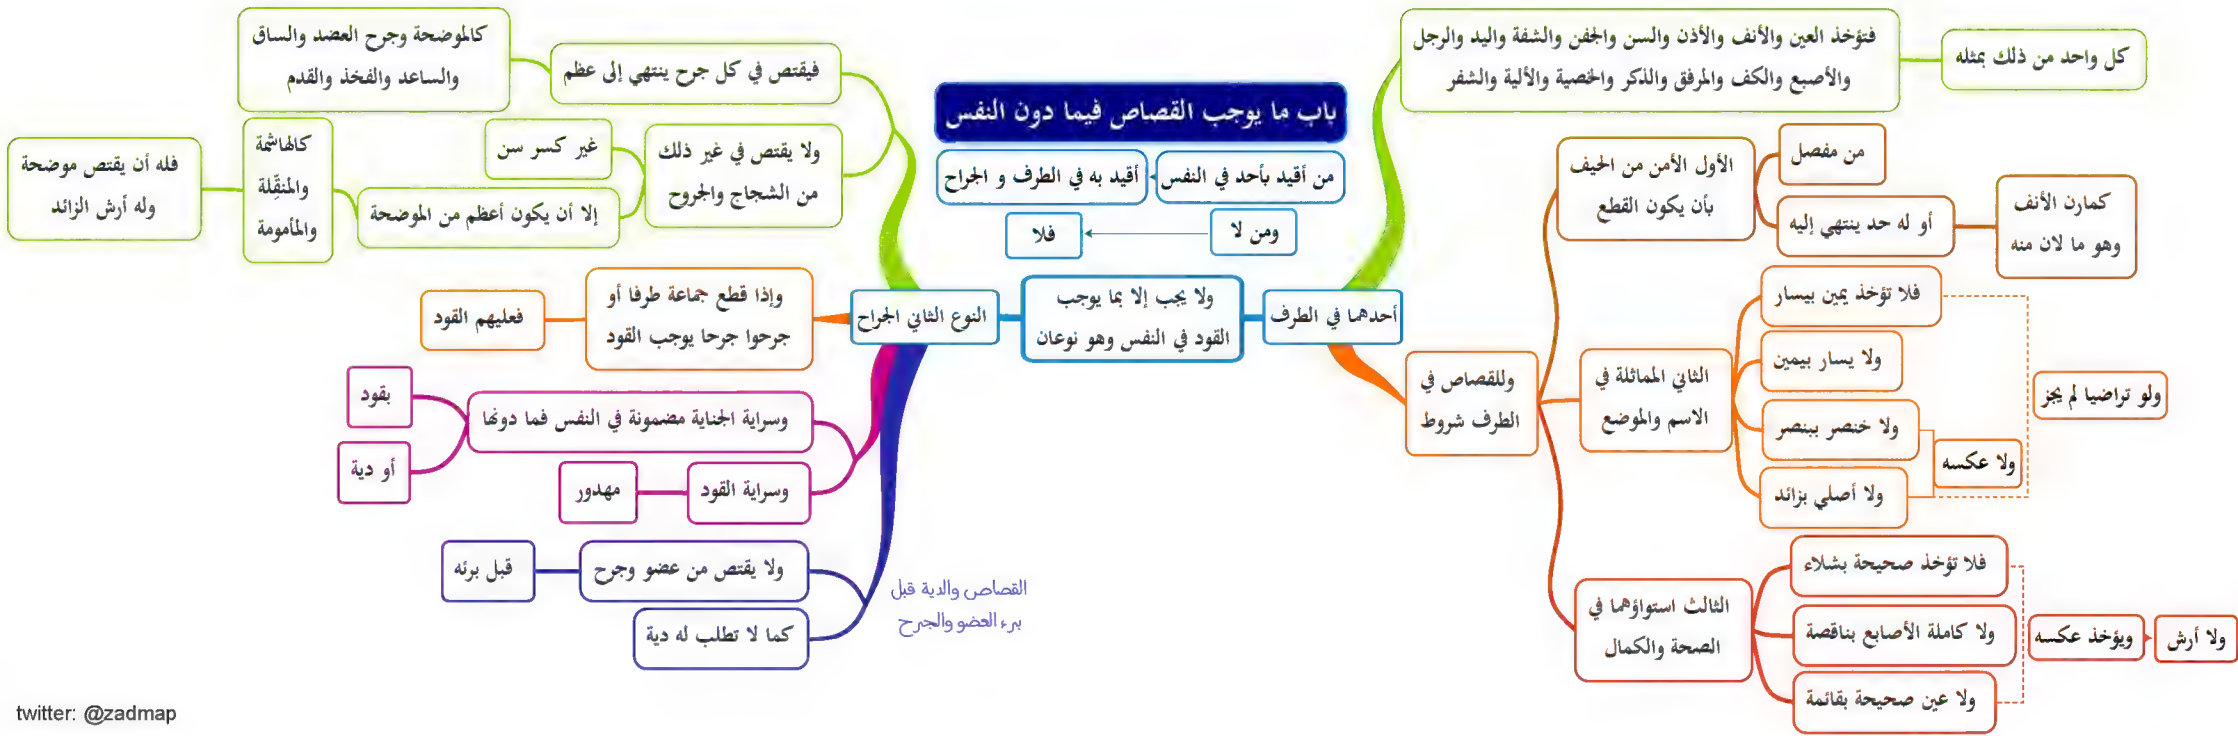 باب ما يوجب القصاص فيما دون النفس
من أقيد بأحد في النفس
أقيد به في الطرف و الجراح
ومن لا
فلا
ولا يجب إلا بما يوجب
القود في النفس وهو نوعان
أحدهما في الطرف
فتؤخذ العين والأنف والأذن والسن والجفن والشفة واليد والرجل
والأصبع والكف والمرفق والذكر والخصية والألية والشفر
كل واحد من ذلك بمثله
وللقصاص في
الطرف شروط
الأول الأمن من الحيف
بأن يكون القطع
من مفصل
أو له حد ينتهي إليه
كمارن الأنف
وهو ما لان منه
الثاني المماثلة في
الاسم والموضع
فلا تؤخذ يمين بيسار
ولا يسار بيمين
ولا خنصر ببنصر
ولا أصلي بزائد
ولا عكسه
ولو تراضيا لم يجز
الثالث استواؤهما في
الصحة والكمال
فلا تؤخذ صحيحة بشلاء
ولا كاملة الأصابع بناقصة
ولا عين صحيحة بقائمة
ويؤخذ عكسه
ولا أرش
النوع الثاني الجراح
فيقتص في كل جرح ينتهي إلى عظم
كالموضحة وجرح العضد والساق
والساعد والفخذ والقدم
ولا يقتص في غير ذلك
من الشجاج والجروح
غير كسر سن
إلا أن يكون أعظم من الموضحة
كالهاشمة
والمنقِّلة
والمأمومة
فله أن يقتص موضحة
وله أرش الزائد
وإذا قطع جماعة طرفا أو
جرحوا جرحا يوجب القود
فعليهم القود
وسراية الجناية مضمونة في النفس فما دونها
بقود
أو دية
وسراية القود
مهدور
ولا يقتص من عضو وجرح
قبل برئه
كما لا تطلب له دية
القصاص والدية قبل
برء العضو والجرح
twitter: @zadmap